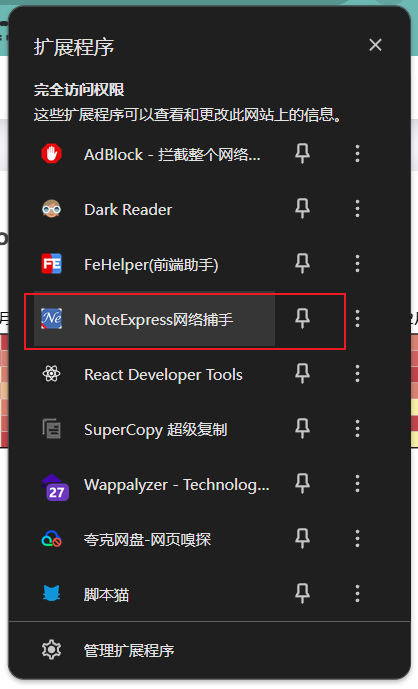 扩展程序
完全访问权限
这些扩展程序可以查看和更改此网站上的信息。
AdBlock - 拦截整个网络...
Dark Reader
FE
FeHelper(前端助手)
Ne
NoteExpress网络捕手
React Developer Tools
SuperCopy 超级复制
27
Wappalyzer - Technolog...
夸克网盘-网页嗅探
脚本猫
管理扩展程序